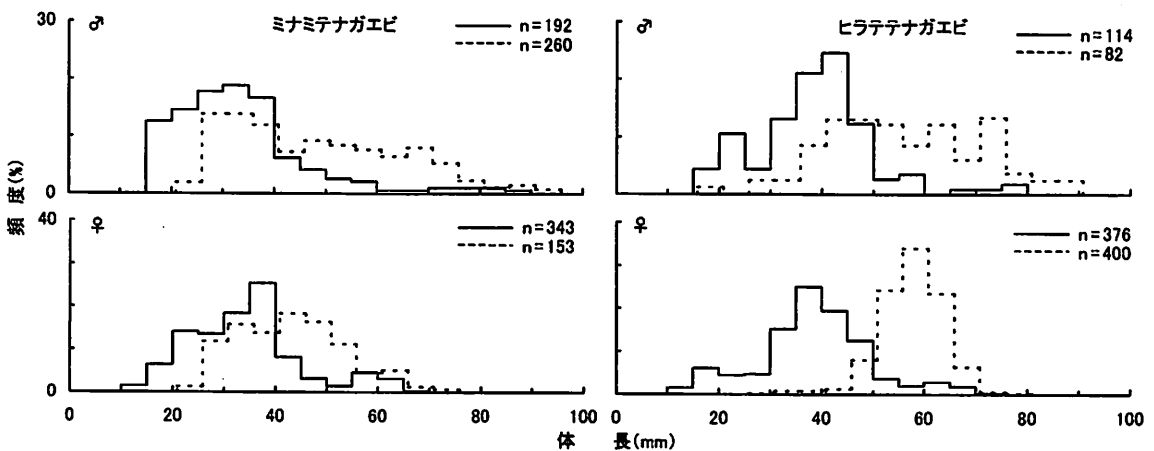 30
♂
ミナミテナガエビ
n=192
n=260
0
♂
ヒラテテナガエビ
n=114
n=82
頻度(%)
40
♀
n=343
n=153
0
♀
n=376
n=400
0 20 40 60 80 100
20 40 60 80 100
体長(mm)